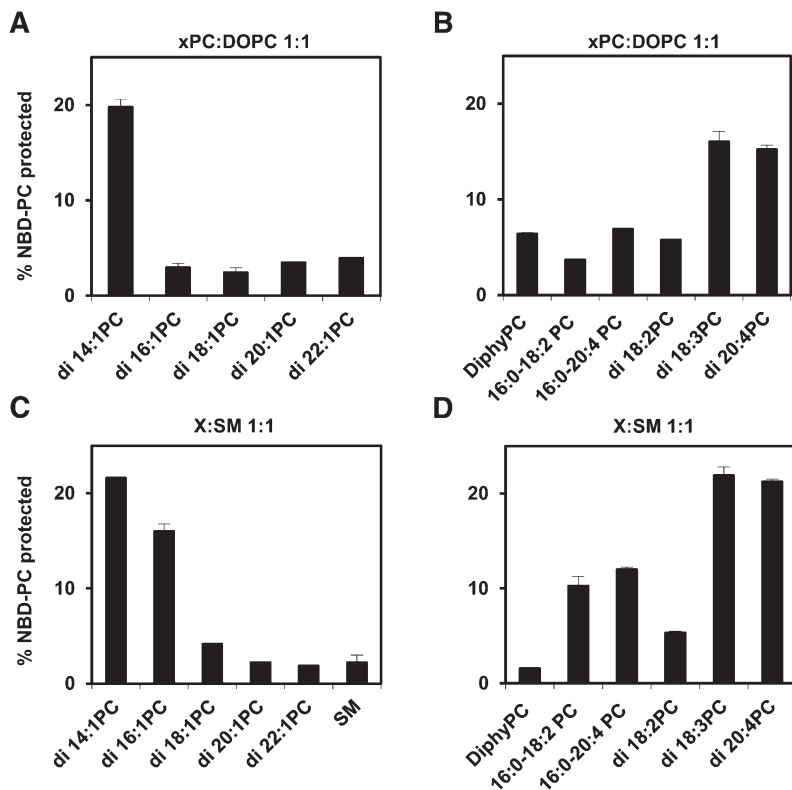 A
xPC:DOPC 1:1
% NBD-PC protected
20
10
0
di 14:1PC
di 16:1PC
di 18:1PC
di 20:1PC
di 22:1PC
B
xPC:DOPC 1:1
20
10
0
DiphyPC
16:0-18:2 PC
16:0-20:4 PC
di 18:2PC
di 18:3PC
di 20:4PC
C
X:SM 1:1
% NBD-PC protected
20
10
0
di 14:1PC
di 16:1PC
di 18:1PC
di 20:1PC
di 22:1PC
SM
D
X:SM 1:1
20
10
0
DiphyPC
16:0-18:2 PC
16:0-20:4 PC
di 18:2PC
di 18:3PC
di 20:4PC